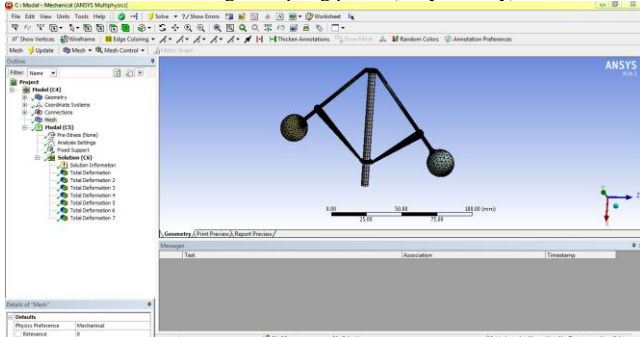 C : Model - Mechanical [ANSYS Multiphysics]
File Edit View Units Tools Help Solve ?/ Show Errors Worksheet
Show Vertices Wireframe Edge Coloring Thicken Annotations Show Mesh Random Colors Annotation Preferences
Mesh Update Mesh Mesh Control Metric Graph
Outline
Filter: Name
Project
Model (C4)
Geometry
Coordinate Systems
Connections
Mesh
Modal (C5)
Pre-Stress (None)
Analysis Settings
Fixed Support
Solution (C6)
Solution Information
Total Deformation
Total Deformation 2
Total Deformation 3
Total Deformation 4
Total Deformation 5
Total Deformation 6
Total Deformation 7
ANSYS
0.00 50.00 100.00 (mm)
25.00 75.00
Geometry Print Preview Report Preview
Messages
Text Association Timestamp
Details of "Mesh"
Defaults
Physics Preference Mechanical
Relevance 0